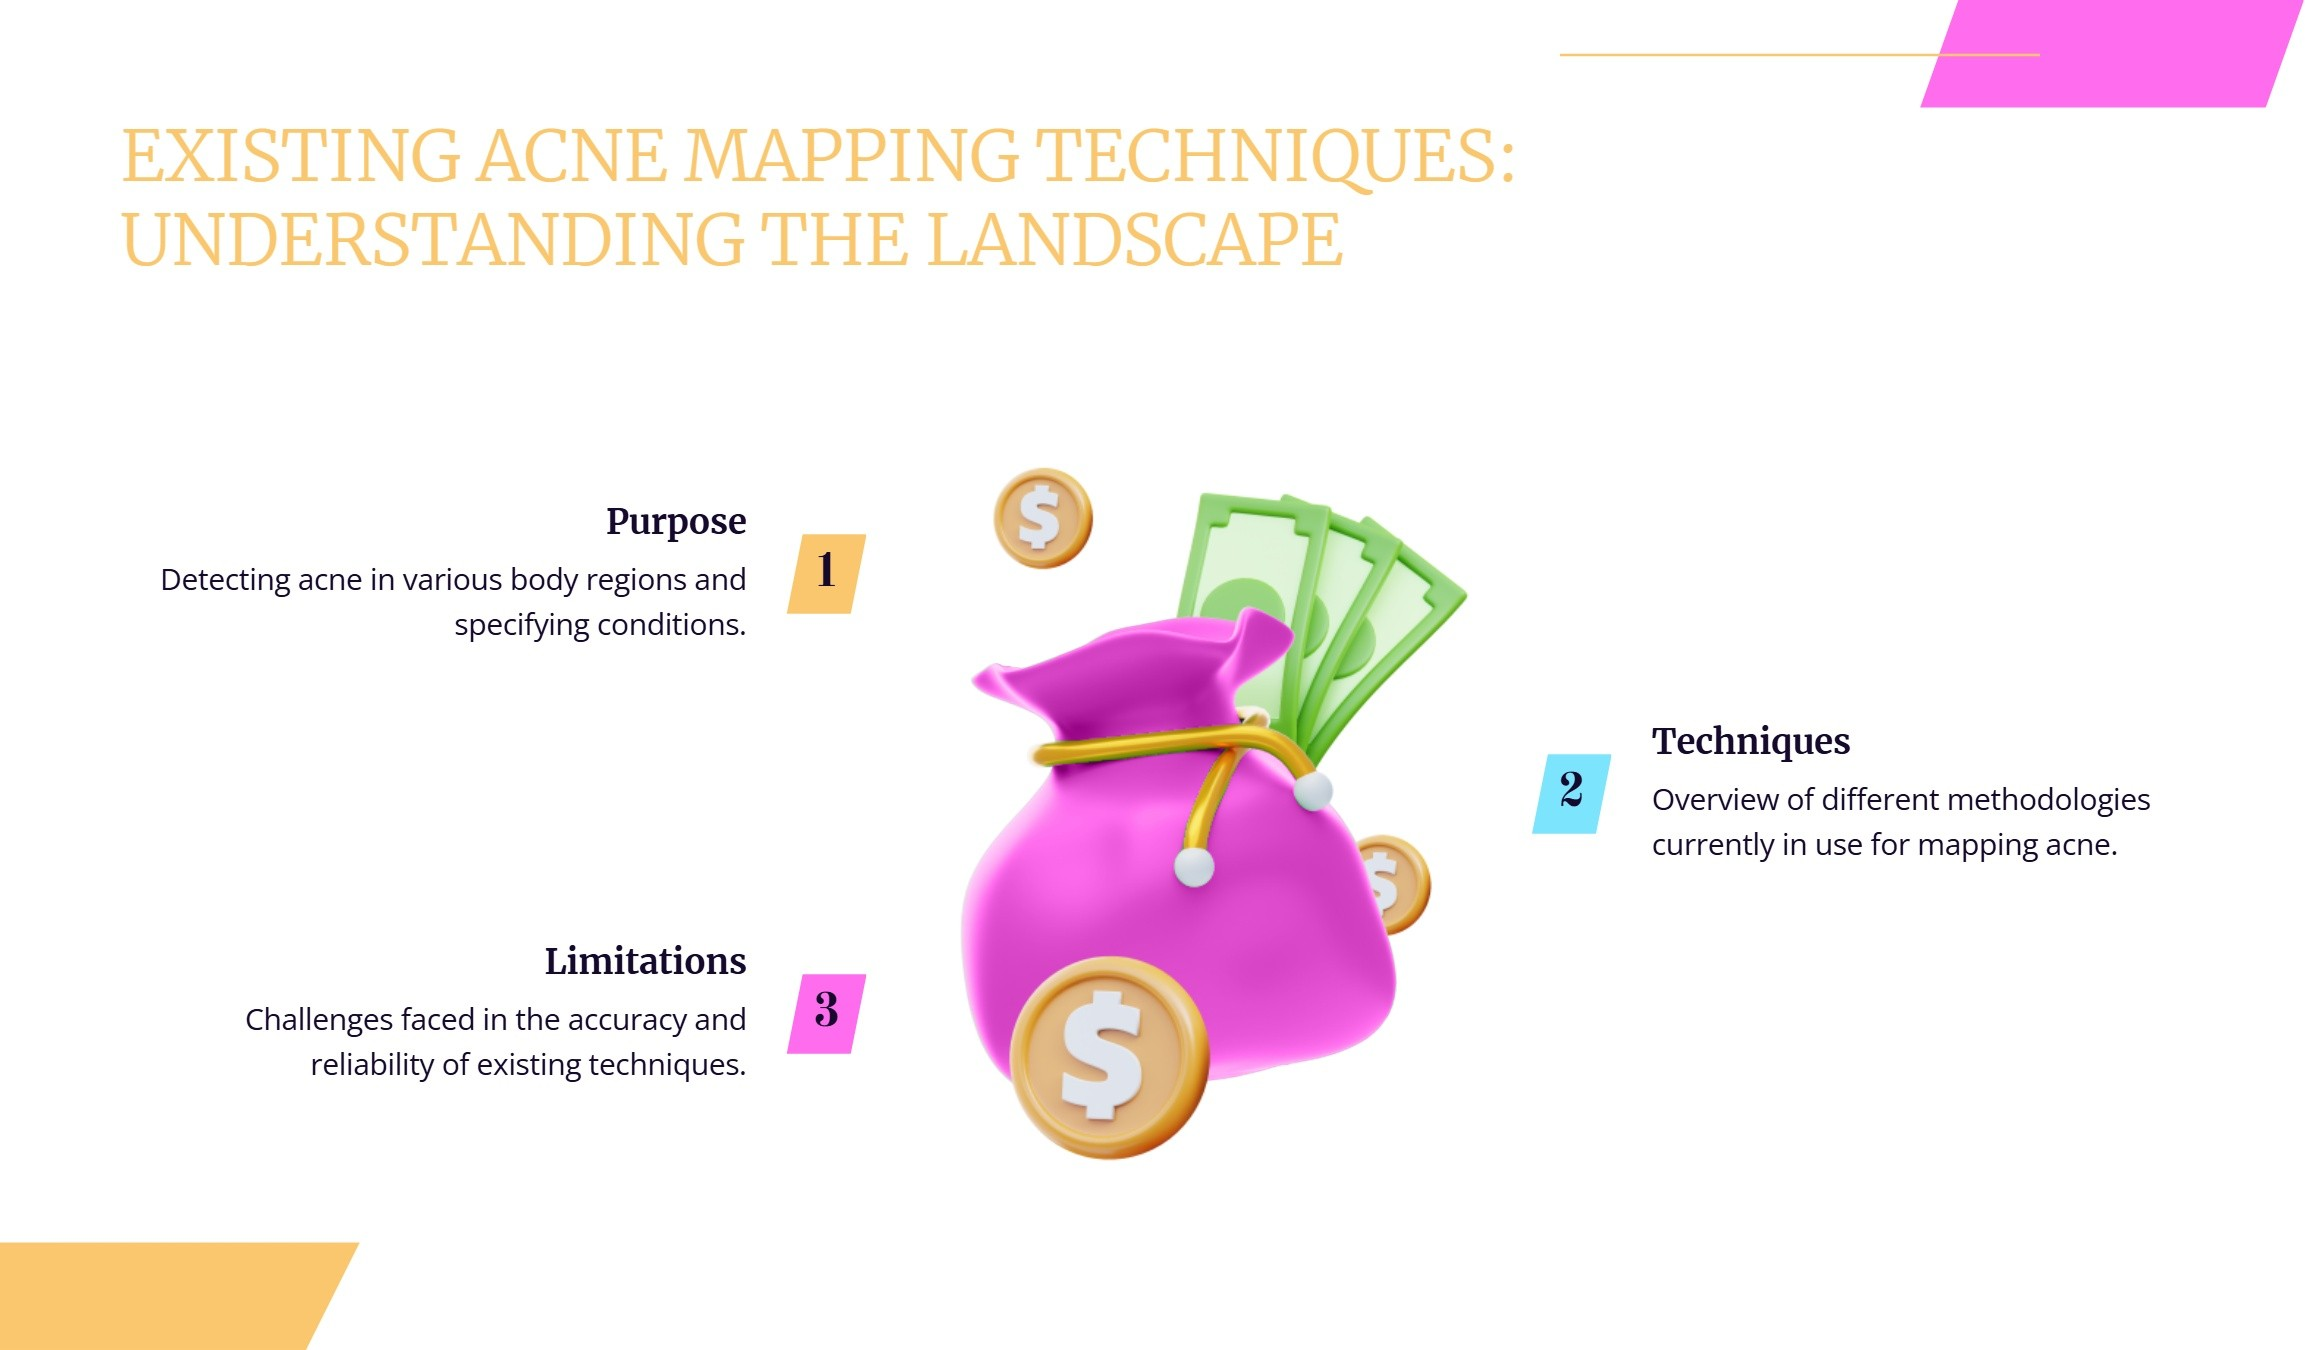 EXISTING ACNE MAPPING TECHNIQUES:
UNDERSTANDING THE LANDSCAPE
Purpose
Detecting acne in various body regions and
specifying conditions.
1
$
Techniques
Overview of different methodologies
currently in use for mapping acne.
2
$
Limitations
Challenges faced in the accuracy and
reliability of existing techniques.
3
$